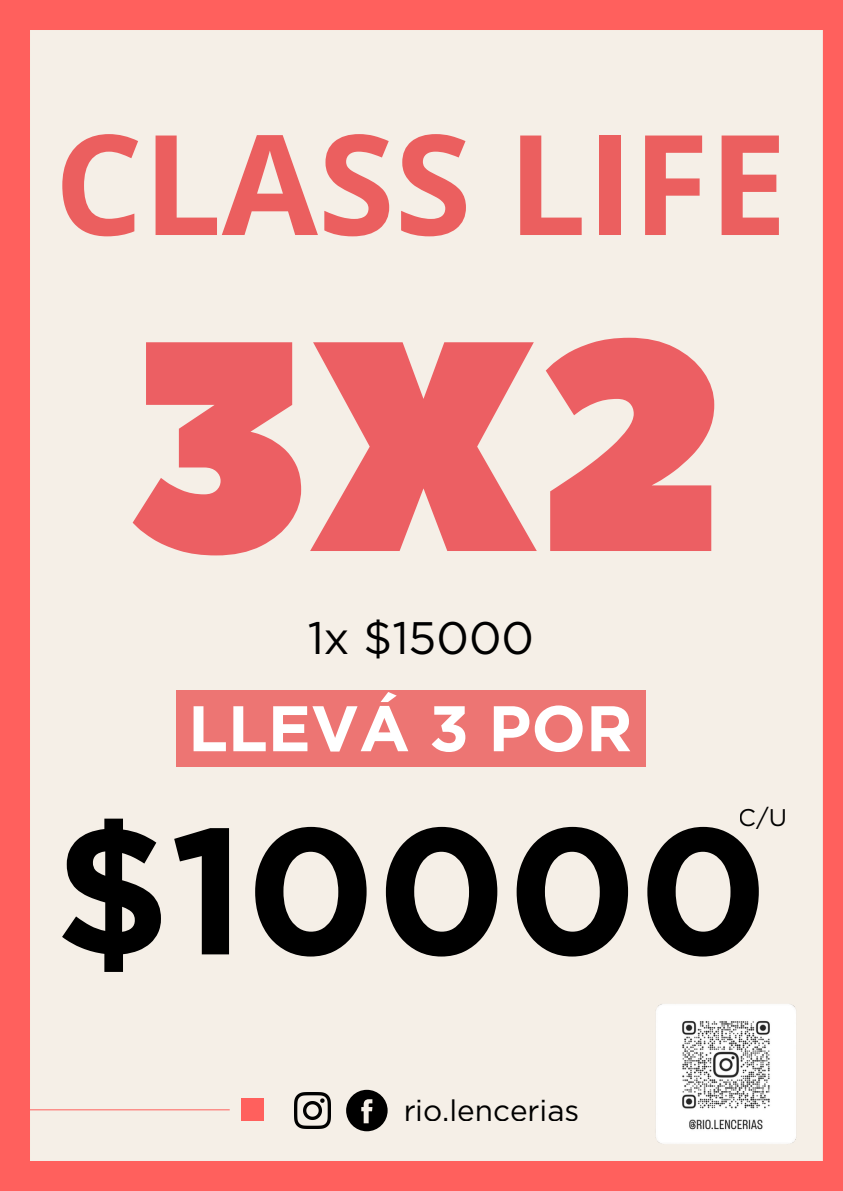 CLASS LIFE
3X2
1x $15000
LLEVÁ 3 POR
$10000 C/U
rio.lencerias
@RIO.LENCERIAS